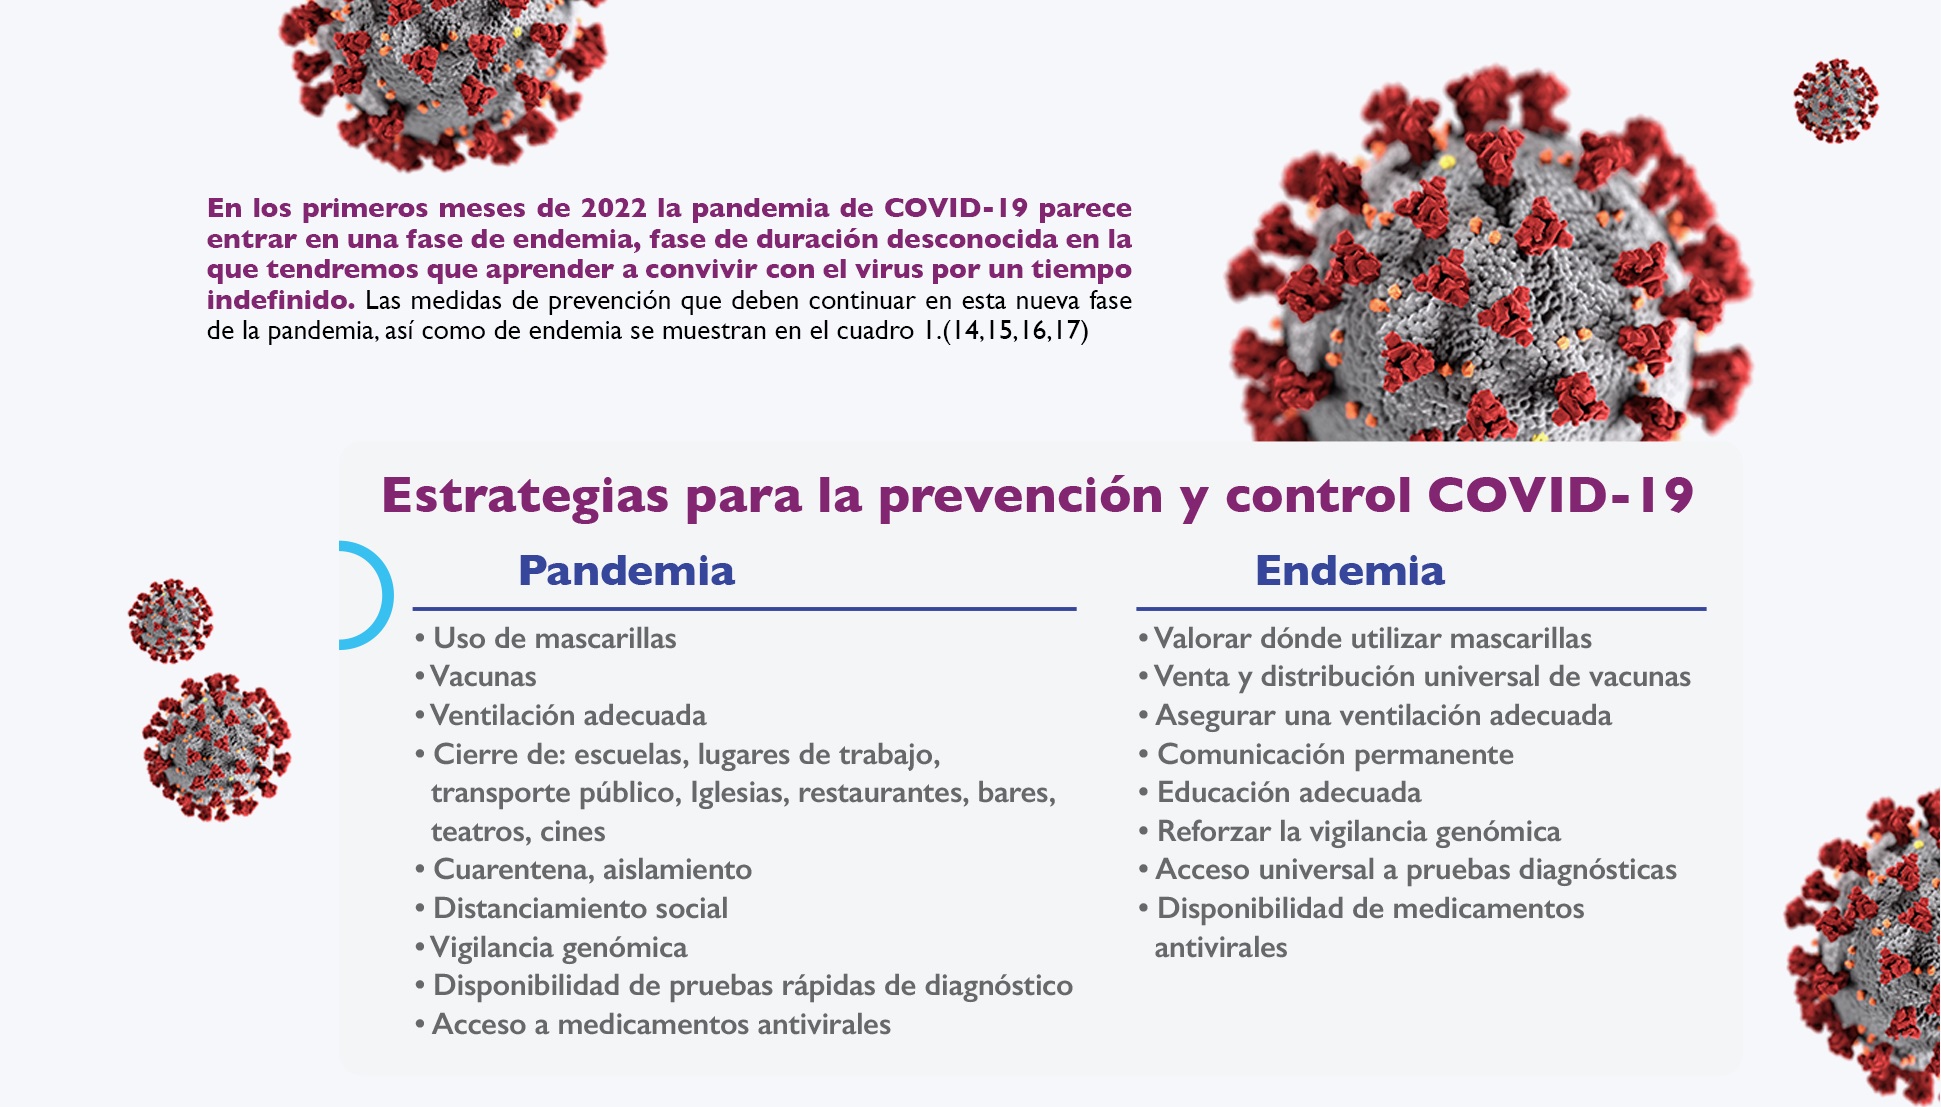 En los primeros meses de 2022 la pandemia de COVID-19 parece
entrar en una fase de endemia, fase de duración desconocida en la
que tendremos que aprender a convivir con el virus por un tiempo
indefinido. Las medidas de prevención que deben continuar en esta nueva fase
de la pandemia, así como de endemia se muestran en el cuadro 1.(14,15,16,17)
Estrategias para la prevención y control COVID-19
Pandemia
• Uso de mascarillas
• Vacunas
• Ventilación adecuada
• Cierre de: escuelas, lugares de trabajo,
transporte público, Iglesias, restaurantes, bares,
teatros, cines
• Cuarentena, aislamiento
• Distanciamiento social
• Vigilancia genómica
• Disponibilidad de pruebas rápidas de diagnóstico
• Acceso a medicamentos antivirales
Endemia
• Valorar dónde utilizar mascarillas
• Venta y distribución universal de vacunas
• Asegurar una ventilación adecuada
• Comunicación permanente
• Educación adecuada
• Reforzar la vigilancia genómica
• Acceso universal a pruebas diagnósticas
• Disponibilidad de medicamentos
antivirales